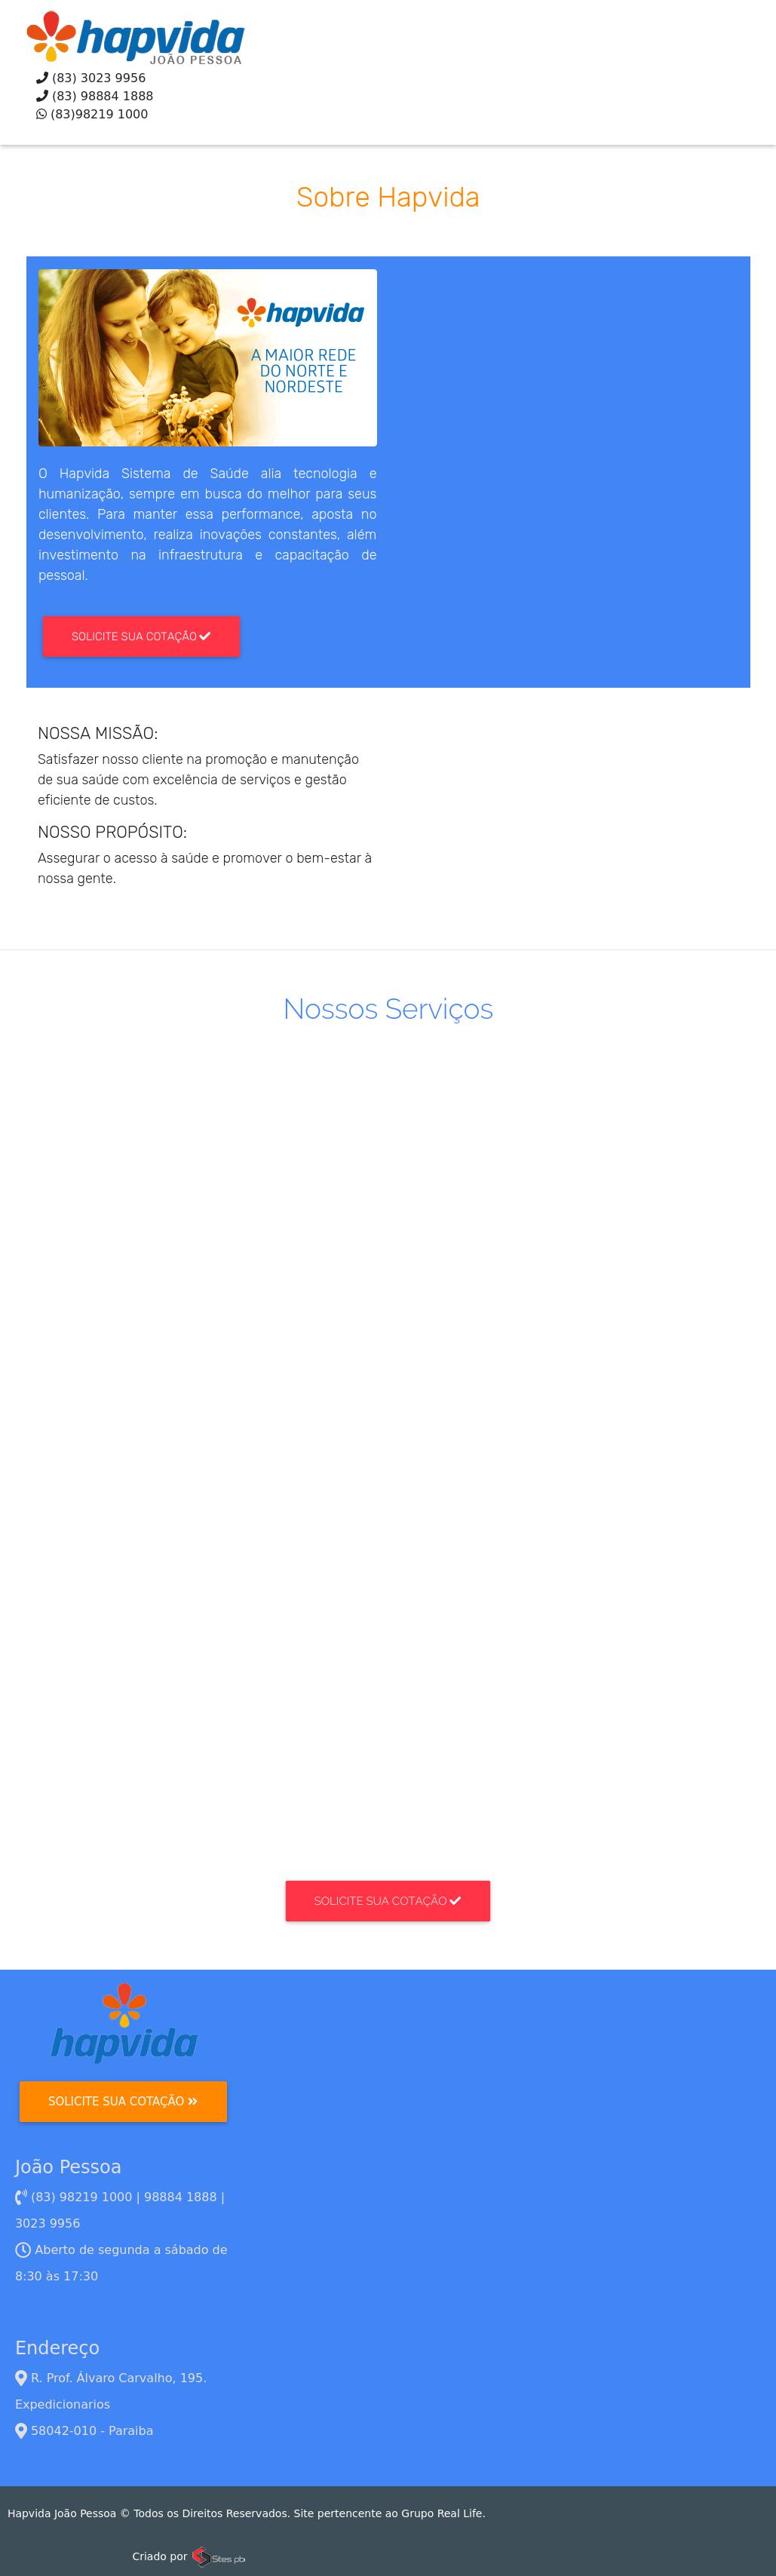 hapvida
JOÃO PESSOA
(83) 3023 9956
(83) 98884 1888
(83)98219 1000
Sobre Hapvida
hapvida
A MAIOR REDE
DO NORTE E
NORDESTE
O Hapvida Sistema de Saúde alia tecnologia e
humanização, sempre em busca do melhor para seus
clientes. Para manter essa performance, aposta no
desenvolvimento, realiza inovações constantes, além
investimento na infraestrutura e capacitação de
pessoal.
SOLICITE SUA COTAÇÃO
NOSSA MISSÃO:
Satisfazer nosso cliente na promoção e manutenção
de sua saúde com excelência de serviços e gestão
eficiente de custos.
NOSSO PROPÓSITO:
Assegurar o acesso à saúde e promover o bem-estar à
nossa gente.
Nossos Serviços
SOLICITE SUA COTAÇÃO
hapvida
SOLICITE SUA COTAÇÃO »
João Pessoa
(83) 98219 1000 | 98884 1888 |
3023 9956
Aberto de segunda a sábado de
8:30 às 17:30
Endereço
R. Prof. Álvaro Carvalho, 195.
Expedicionarios
58042-010 - Paraiba
Hapvida João Pessoa © Todos os Direitos Reservados. Site pertencente ao Grupo Real Life.
Criado por Sites pb